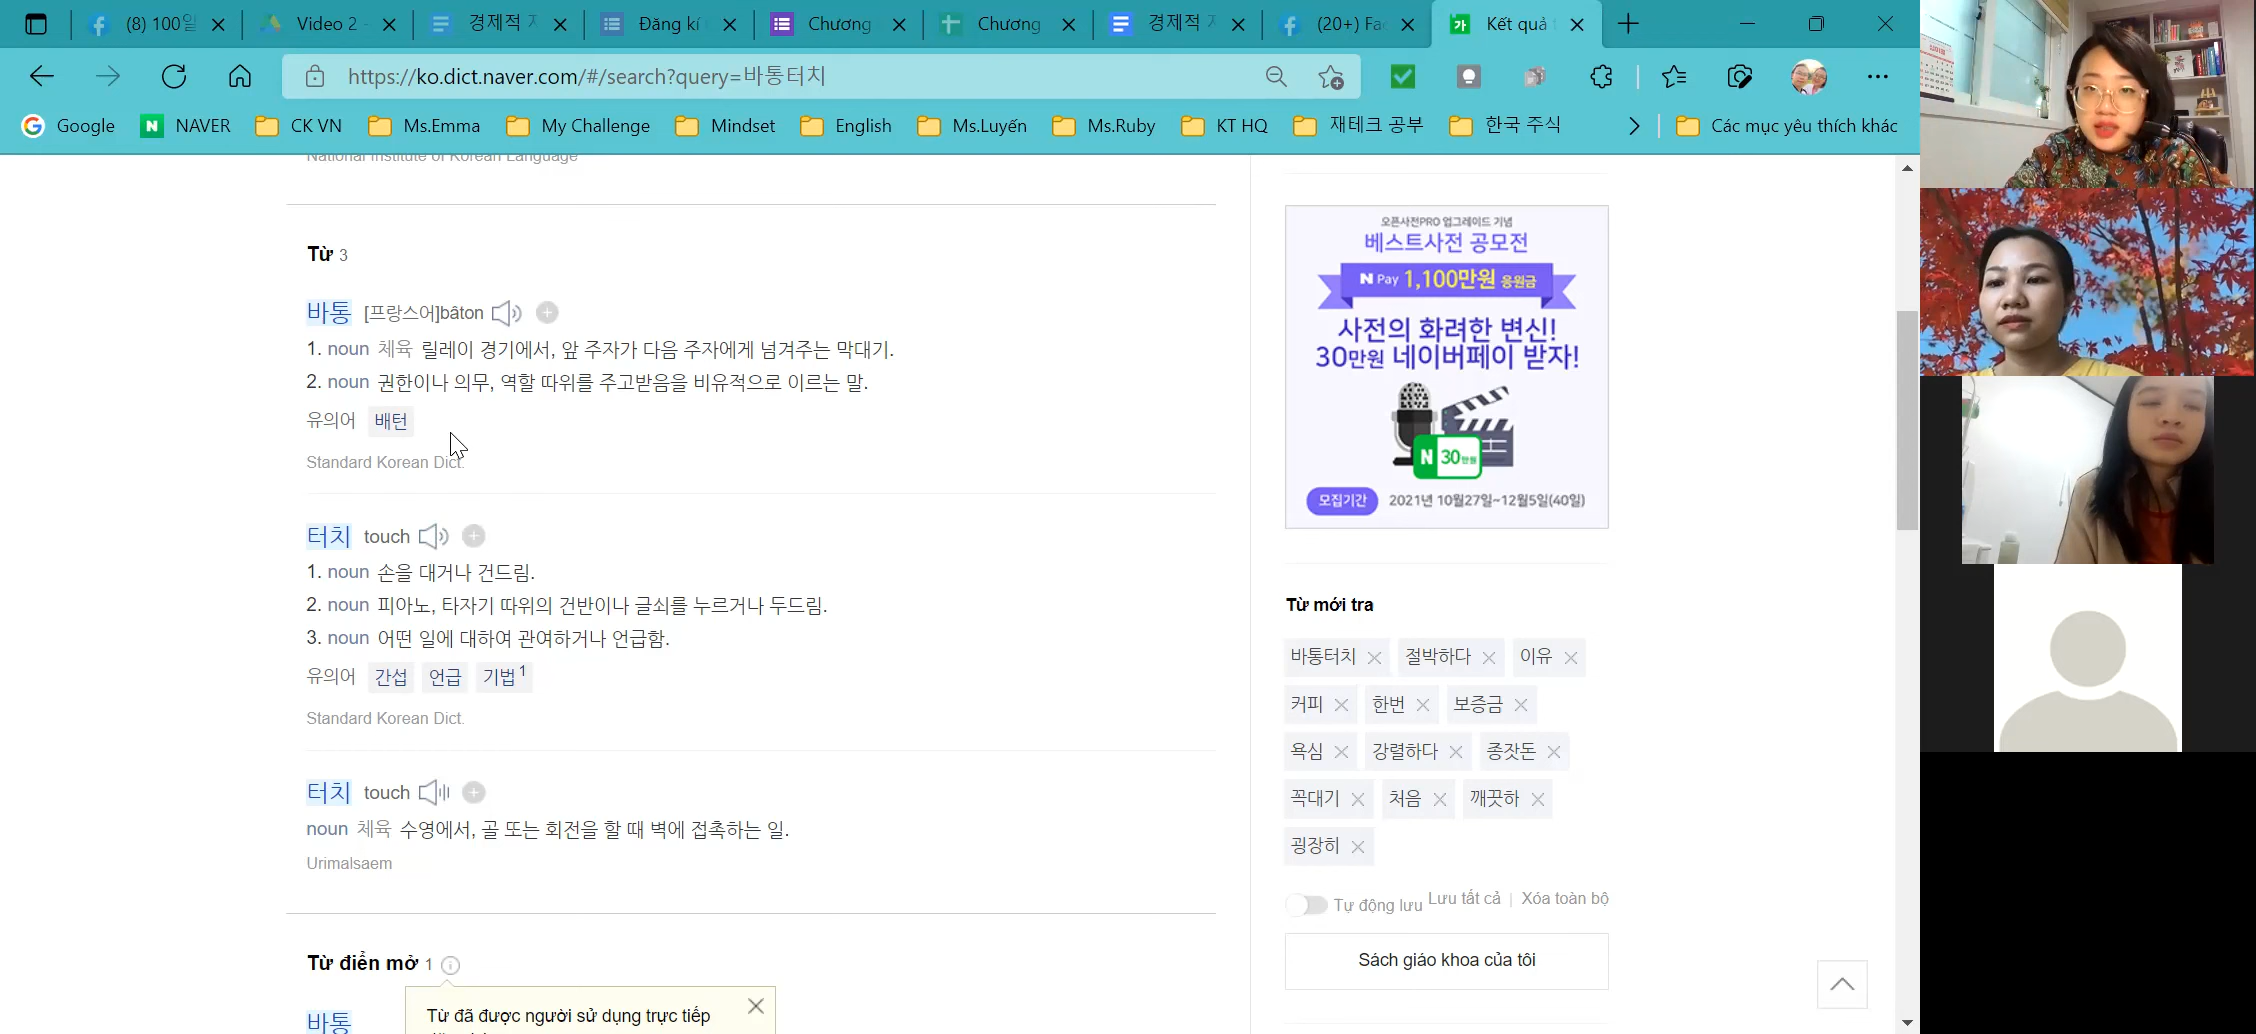 (8) 100일
Video 2 -
경제적 ㅈ
Đăng kí
Chương
Chương
경제적 ㅈ
(20+) Fac
Kết quả t
https://ko.dict.naver.com/#/search?query=바통터치
Google
NAVER
CK VN
Ms.Emma
My Challenge
Mindset
English
Ms.Luyến
Ms.Ruby
KT HQ
재테크 공부
한국 주식
Các mục yêu thích khác
National Institute of Korean Language
Từ 3
바통 [프랑스어]bâton
1. noun 체육 릴레이 경기에서, 앞 주자가 다음 주자에게 넘겨주는 막대기.
2. noun 권한이나 의무, 역할 따위를 주고받음을 비유적으로 이르는 말.
유의어 배턴
Standard Korean Dict.
터치 touch
1. noun 손을 대거나 건드림.
2. noun 피아노, 타자기 따위의 건반이나 글쇠를 누르거나 두드림.
3. noun 어떤 일에 대하여 관여하거나 언급함.
유의어 간섭 언급 기법1
Standard Korean Dict.
터치 touch
noun 체육 수영에서, 골 또는 회전을 할 때 벽에 접촉하는 일.
Urimalsaem
Từ điển mở 1
바통
Từ đã được người sử dụng trực tiếp
오픈사전PRO 업그레이드 기념
베스트사전 공모전
N Pay 1,100만원 응원금
사전의 화려한 변신!
30만원 네이버페이 받자!
N 30만원
모집기간 2021년 10월27일~12월5일(40일)
Từ mới tra
바통터치 절박하다 이유
커피 한번 보증금
욕심 강렬하다 종잣돈
꼭대기 처음 깨끗하
굉장히
Tự động lưu Lưu tất cả | Xóa toàn bộ
Sách giáo khoa của tôi